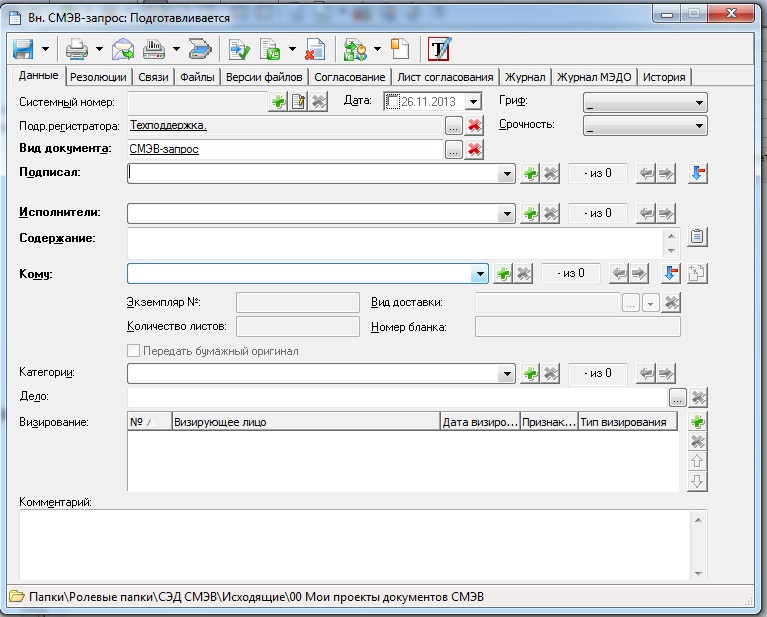 Вн. СМЭВ-запрос: Подготавливается
Данные Резолюции Связи Файлы Версии файлов Согласование Лист согласования Журнал Журнал МЭДО История
Системный номер: Дата: 26.11.2013 Гриф: _
Подр.регистратора: Техподдержка. ... Срочность: _
Вид документа: СМЭВ-запрос ...
Подписал: - из 0
Исполнители: - из 0
Содержание:
Кому: - из 0
Экземпляр №: Вид доставки: ...
Количество листов: Номер бланка:
Передать бумажный оригинал
Категории: - из 0
Дело: ...
Визирование: № / Визирующее лицо Дата визиро... Признак... Тип визирования
Комментарий:
Папки\Ролевые папки\СЭД СМЭВ\Исходящие\00 Мои проекты документов СМЭВ